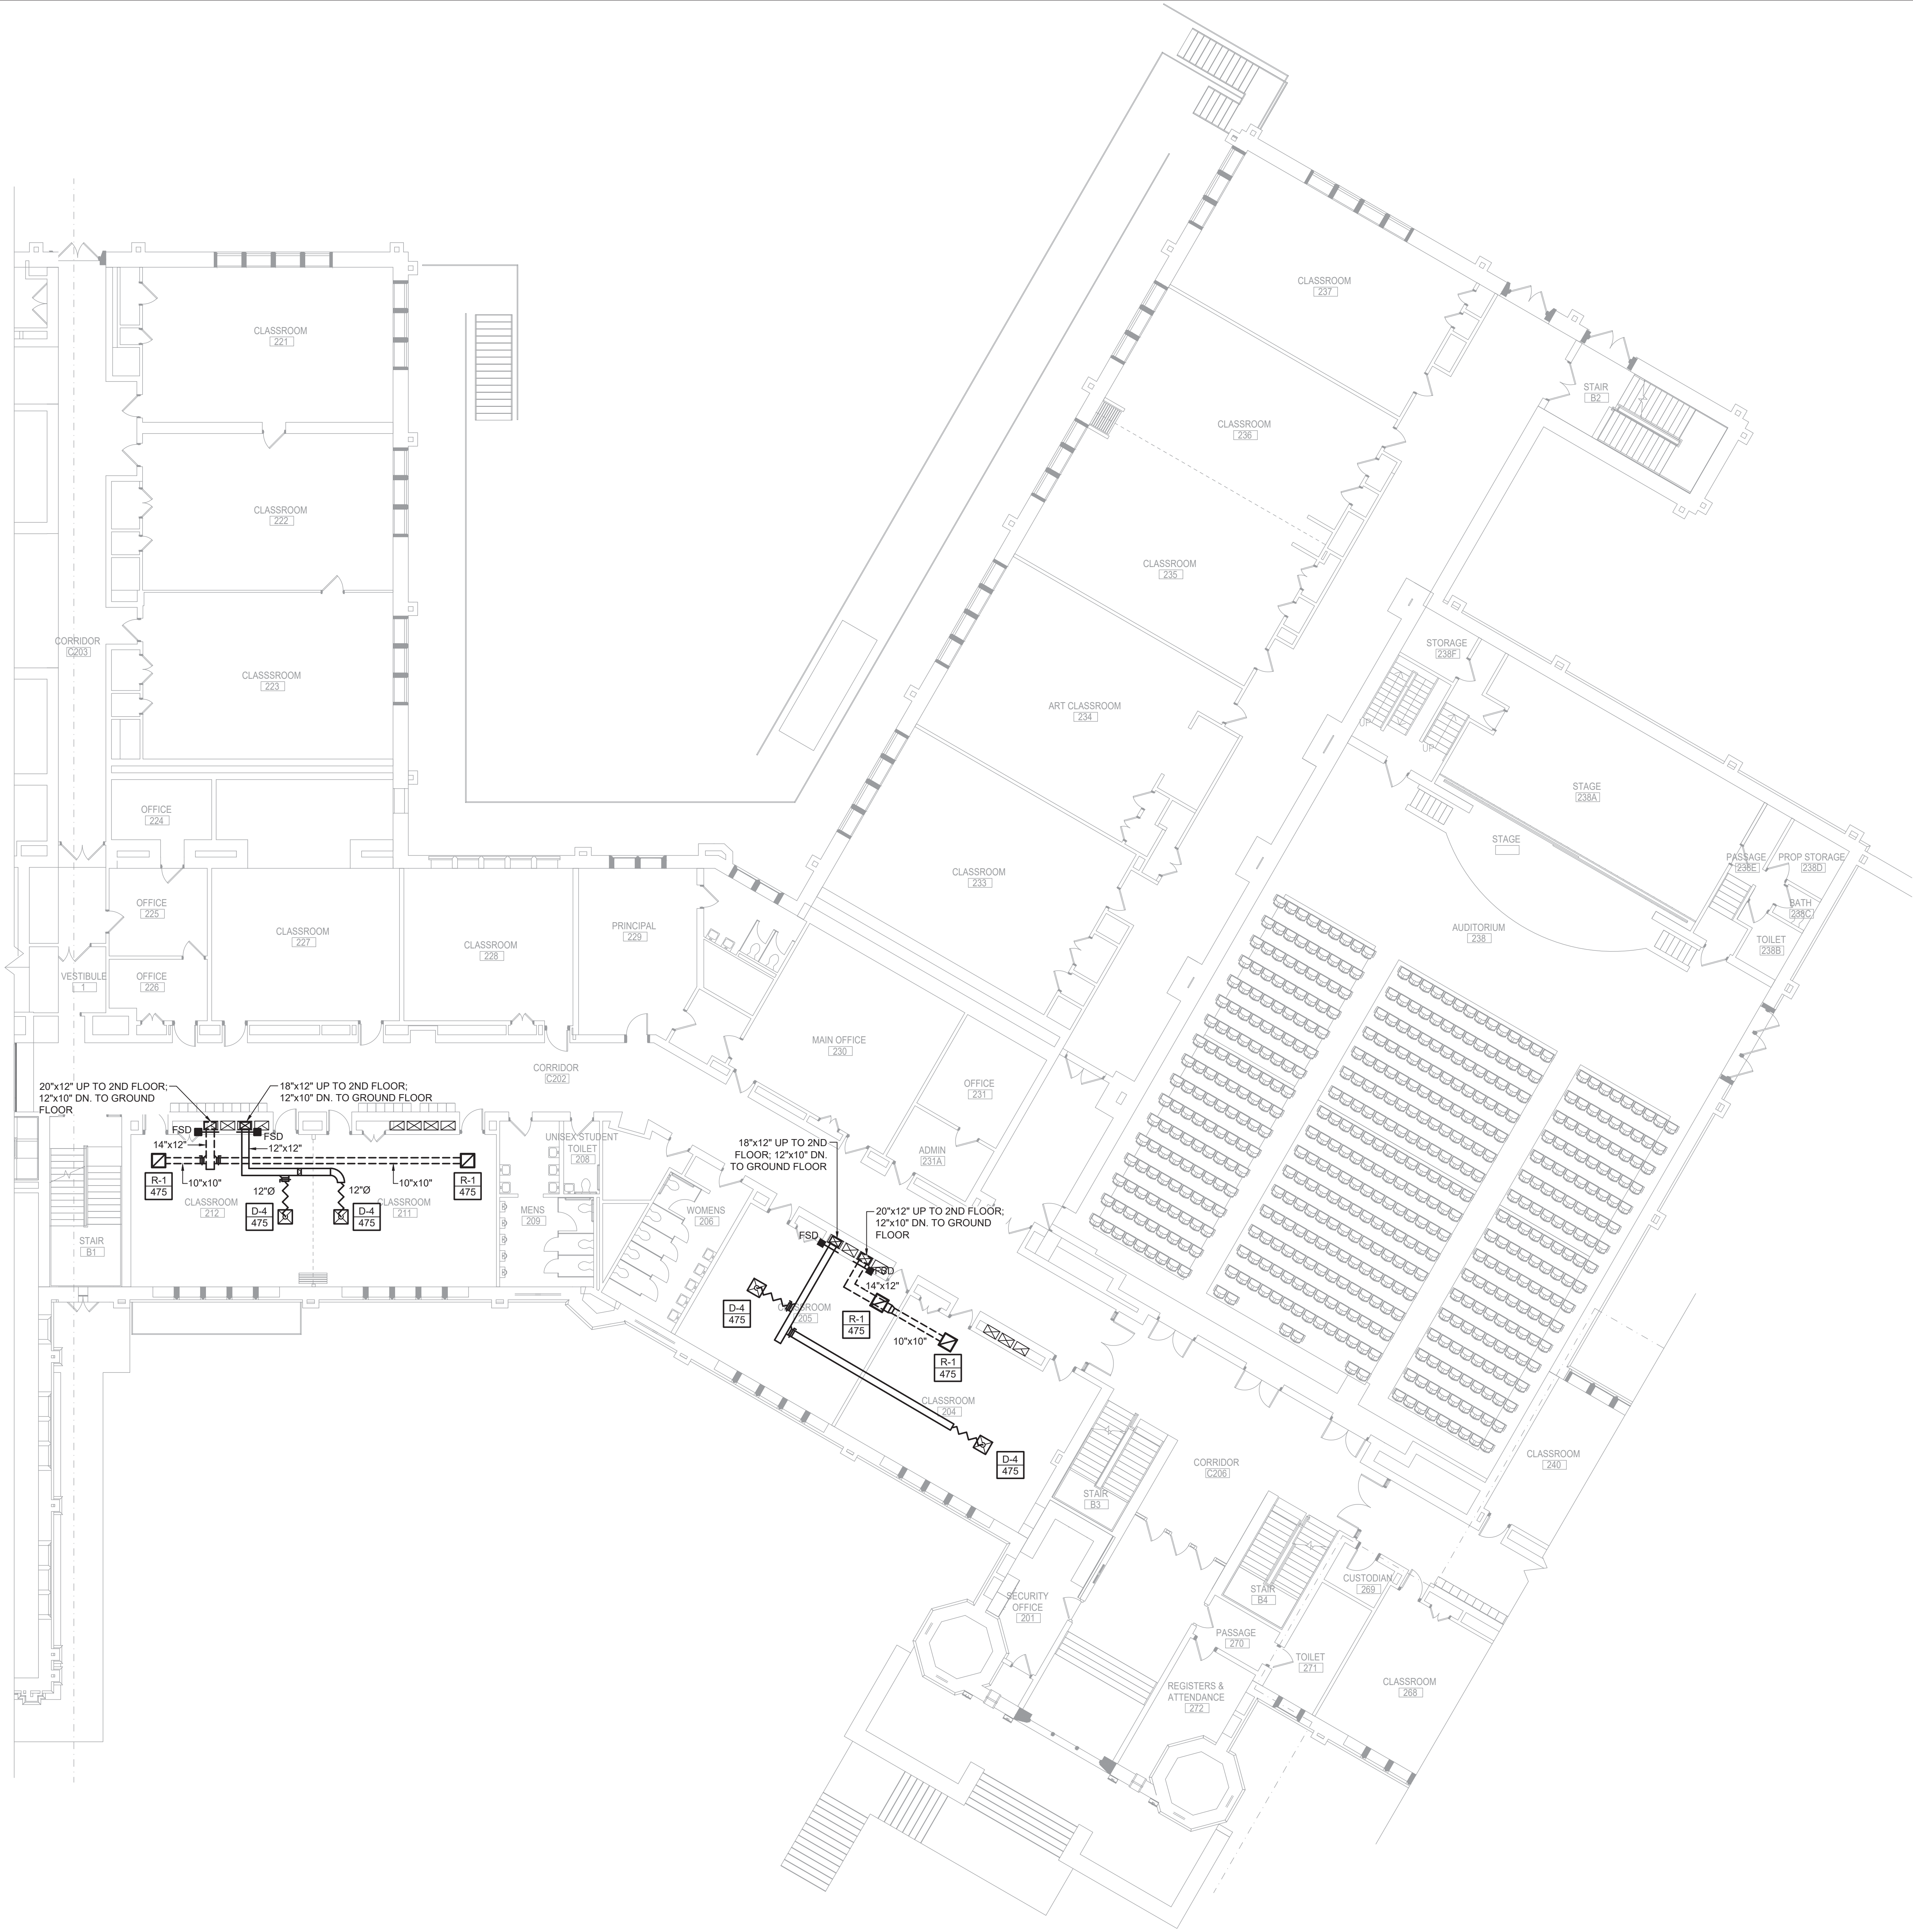 CLASSROOM
237
CLASSROOM
221
STAIR
B2
CLASSROOM
236
CLASSROOM
222
CLASSROOM
235
CORRIDOR
C203
STORAGE
238F
CLASSSROOM
223
ART CLASSROOM
234
UP
UP
STAGE
238A
OFFICE
224
STAGE
PASSAGE
238E
PROP STORAGE
238D
CLASSROOM
233
BATH
238C
OFFICE
225
PRINCIPAL
229
CLASSROOM
227
AUDITORIUM
238
TOILET
238B
CLASSROOM
228
VESTIBULE
1
OFFICE
226
MAIN OFFICE
230
CORRIDOR
C202
OFFICE
231
20"x12" UP TO 2ND FLOOR;
12"x10" DN. TO GROUND
FLOOR
18"x12" UP TO 2ND FLOOR;
12"x10" DN. TO GROUND FLOOR
FSD
FSD
14"x12"
12"x12"
UNISEX STUDENT
TOILET
208
18"x12" UP TO 2ND
FLOOR; 12"x10" DN.
TO GROUND FLOOR
ADMIN
231A
R-1
475
10"x10"
10"x10"
R-1
475
12"Ø
12"Ø
CLASSROOM
212
D-4
475
D-4
475
CLASSROOM
211
MENS
209
WOMENS
206
20"x12" UP TO 2ND FLOOR;
12"x10" DN. TO GROUND
FLOOR
STAIR
B1
FSD
FSD
14"x12"
D-4
475
CLASSROOM
205
R-1
475
10"x10"
R-1
475
CLASSROOM
204
D-4
475
CLASSROOM
240
CORRIDOR
C206
STAIR
B3
CUSTODIAN
269
STAIR
B4
SECURITY
OFFICE
201
PASSAGE
270
TOILET
271
CLASSROOM
268
REGISTERS &
ATTENDANCE
272